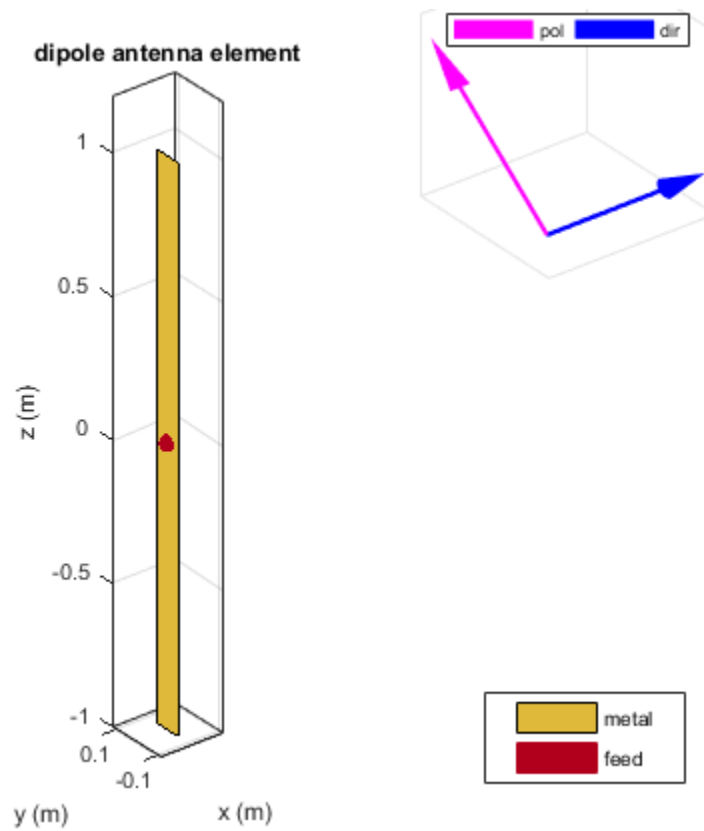 dipole antenna element
pol dir
1
0.5
0
-0.5
-1
0.1
-0.1
z (m)
y (m)
x (m)
metal
feed